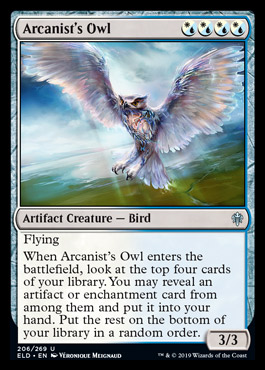 Arcanist's Owl
Artifact Creature — Bird
Flying
When Arcanist's Owl enters the
battlefield, look at the top four cards
of your library. You may reveal an
artifact or enchantment card from
among them and put it into your
hand. Put the rest on the bottom of
your library in a random order.
3/3
206/269 U
ELD • EN Véronique Meignaud
™ & © 2019 Wizards of the Coast